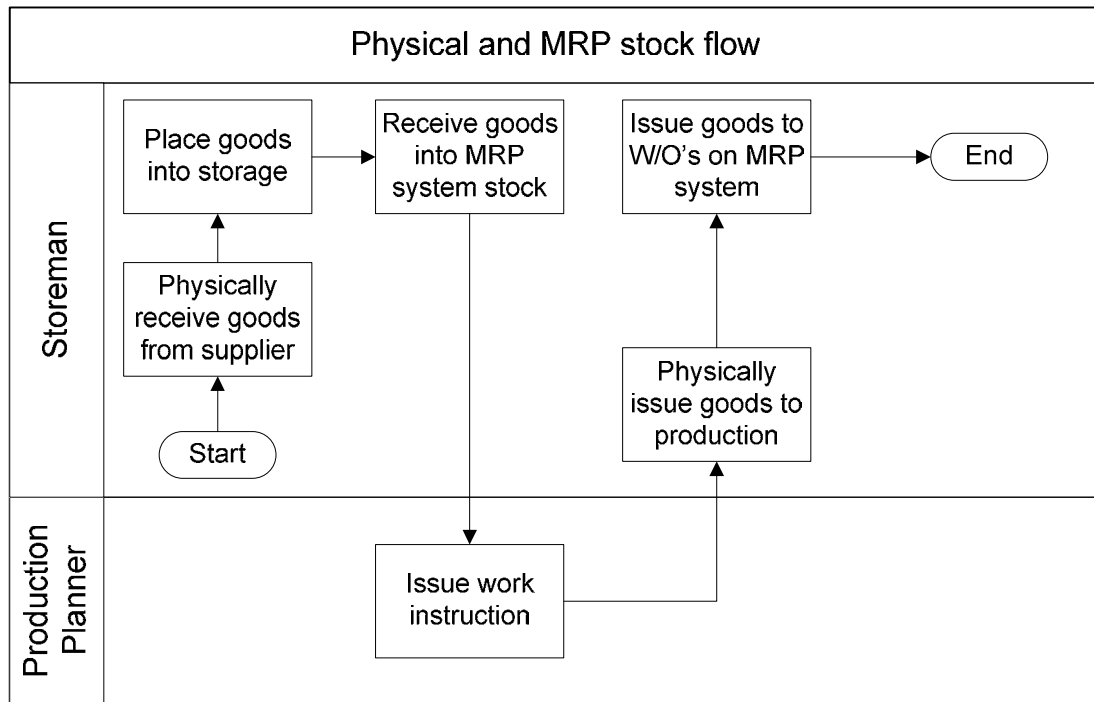 Physical and MRP stock flow
Storeman
Place goods
into storage
Receive goods
into MRP
system stock
Issue goods to
W/O's on MRP
system
End
Physically
receive goods
from supplier
Physically
issue goods to
production
Start
Production
Planner
Issue work
instruction